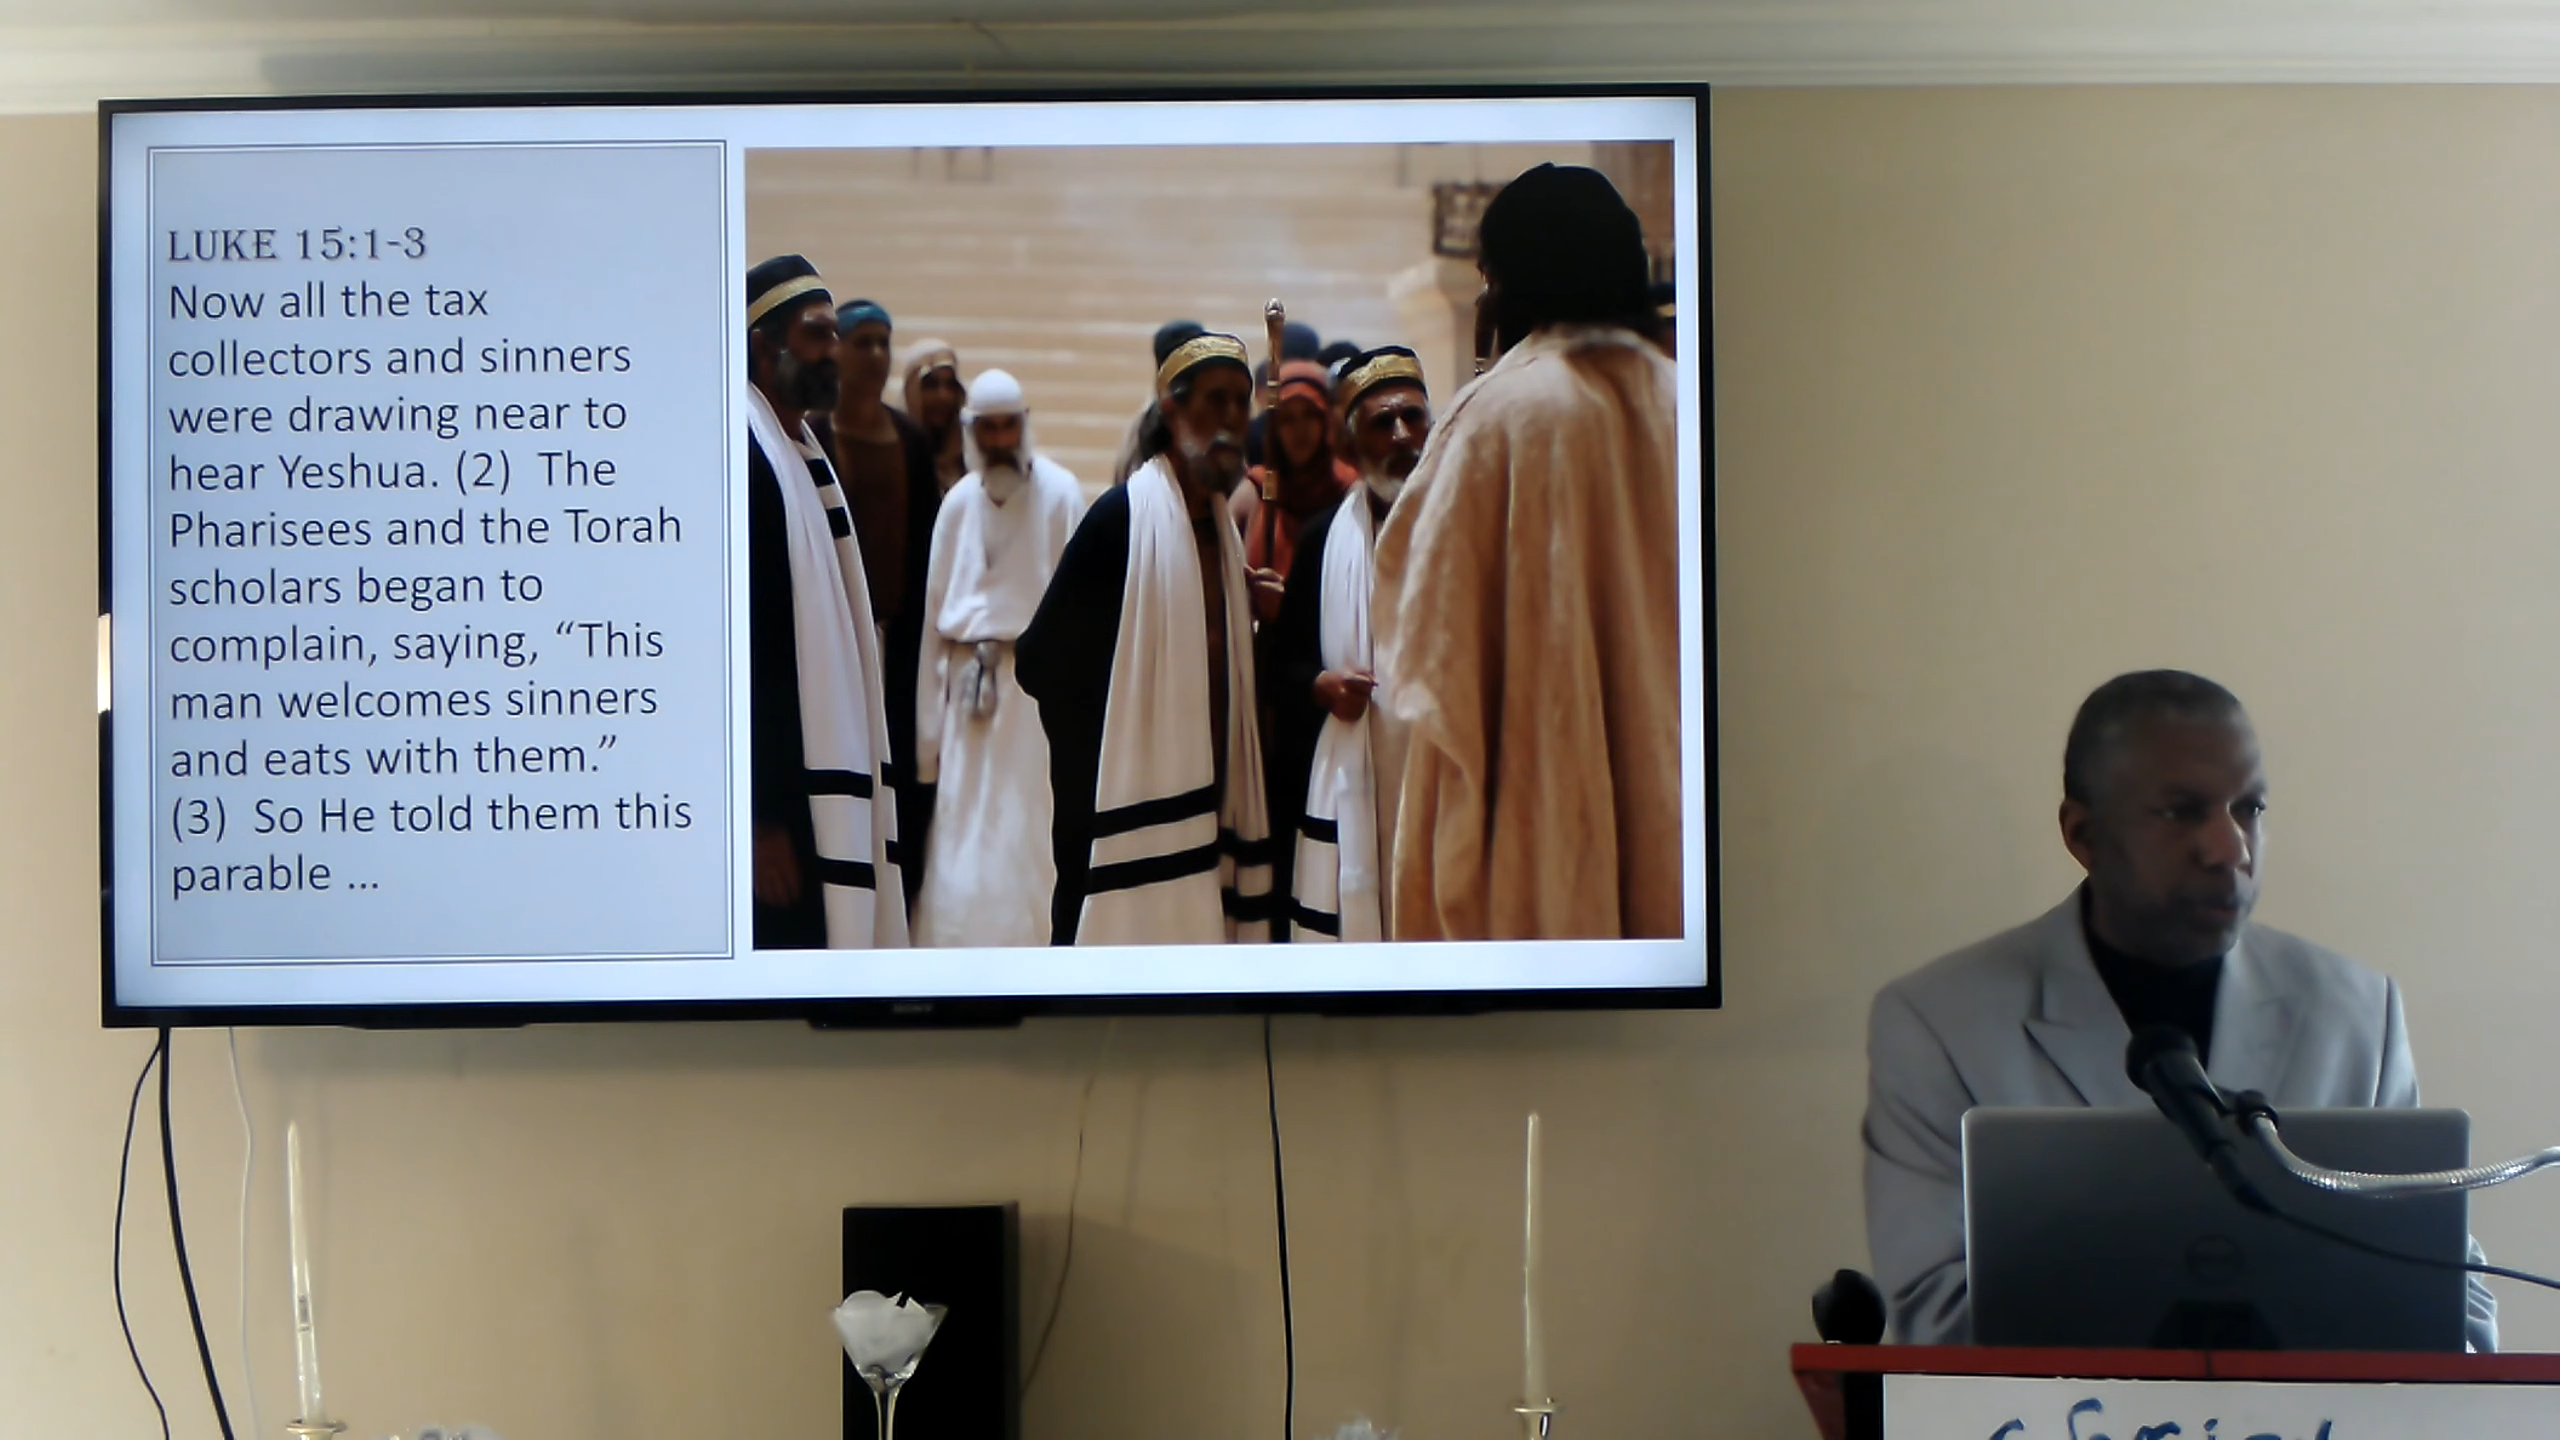 LUKE 15:1-3
Now all the tax
collectors and sinners
were drawing near to
hear Yeshua. (2) The
Pharisees and the Torah
scholars began to
complain, saying, “This
man welcomes sinners
and eats with them.”
(3) So He told them this
parable ...
SONY